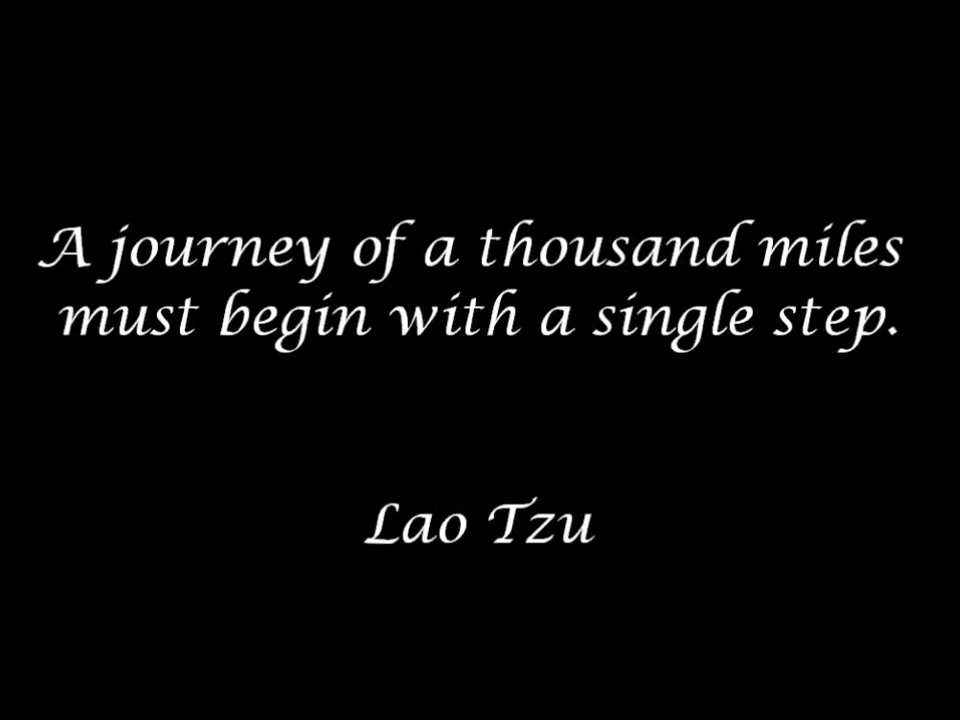 A journey of a thousand miles
must begin with a single step.
Lao Tzu